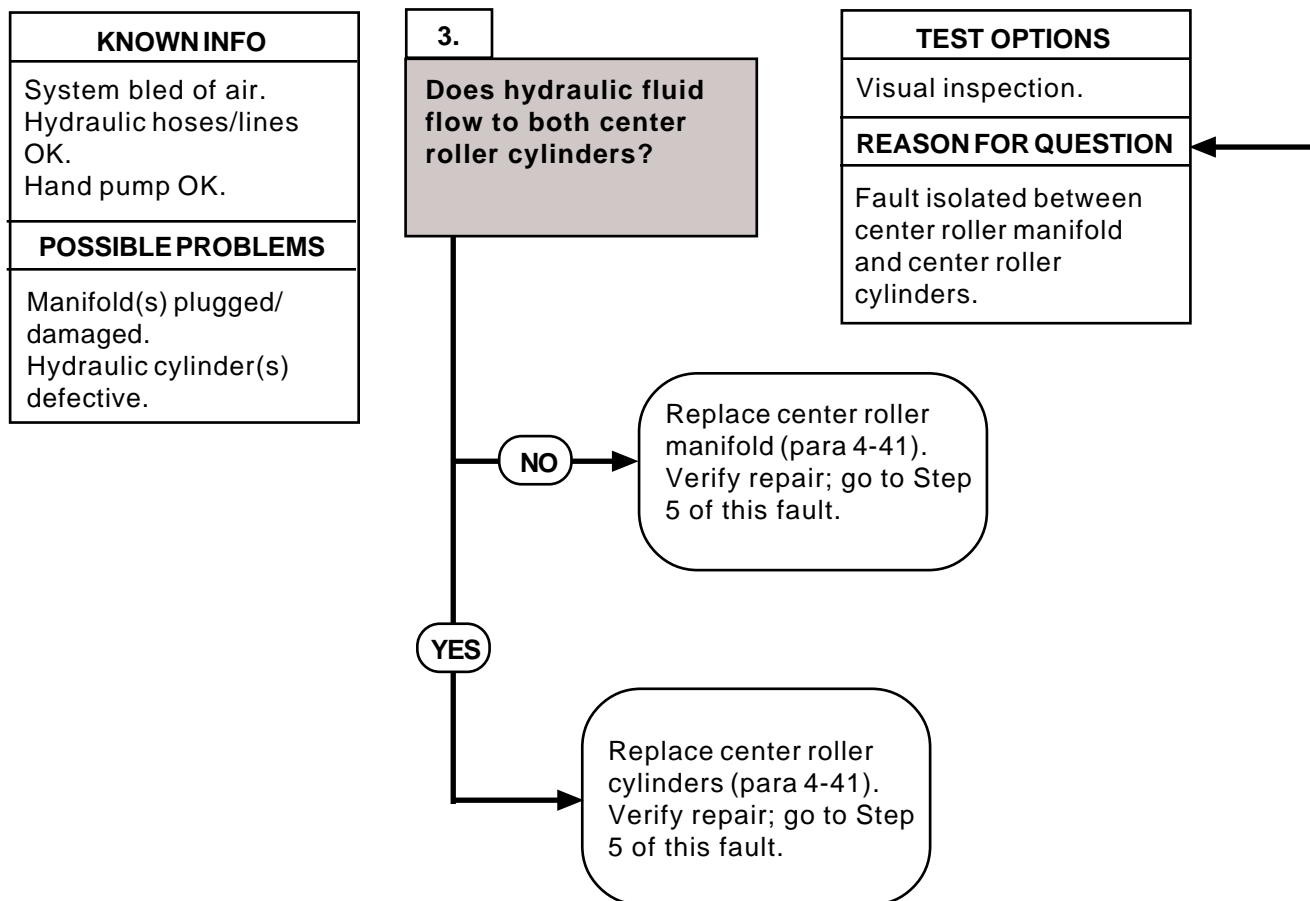 KNOWN INFO
System bled of air.
Hydraulic hoses/lines
OK.
Hand pump OK.
POSSIBLE PROBLEMS
Manifold(s) plugged/
damaged.
Hydraulic cylinder(s)
defective.
3.
Does hydraulic fluid
flow to both center
roller cylinders?
TEST OPTIONS
Visual inspection.
REASON FOR QUESTION
Fault isolated between
center roller manifold
and center roller
cylinders.
NO
Replace center roller
manifold (para 4-41).
Verify repair; go to Step
5 of this fault.
YES
Replace center roller
cylinders (para 4-41).
Verify repair; go to Step
5 of this fault.